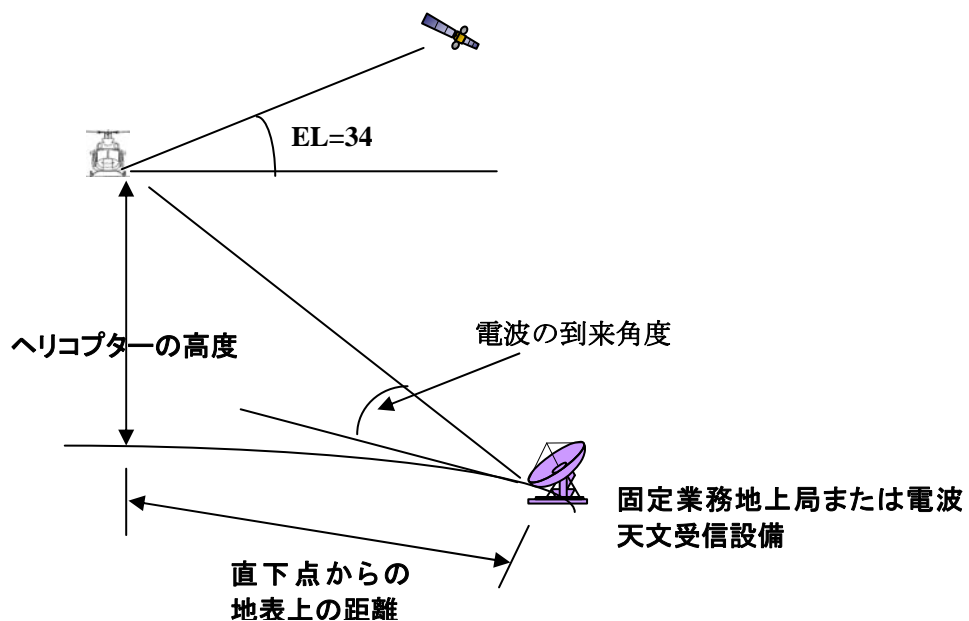 EL=34
電波の到来角度
ヘリコプターの高度
固定業務地上局または電波
天文受信設備
直下点からの
地表上の距離